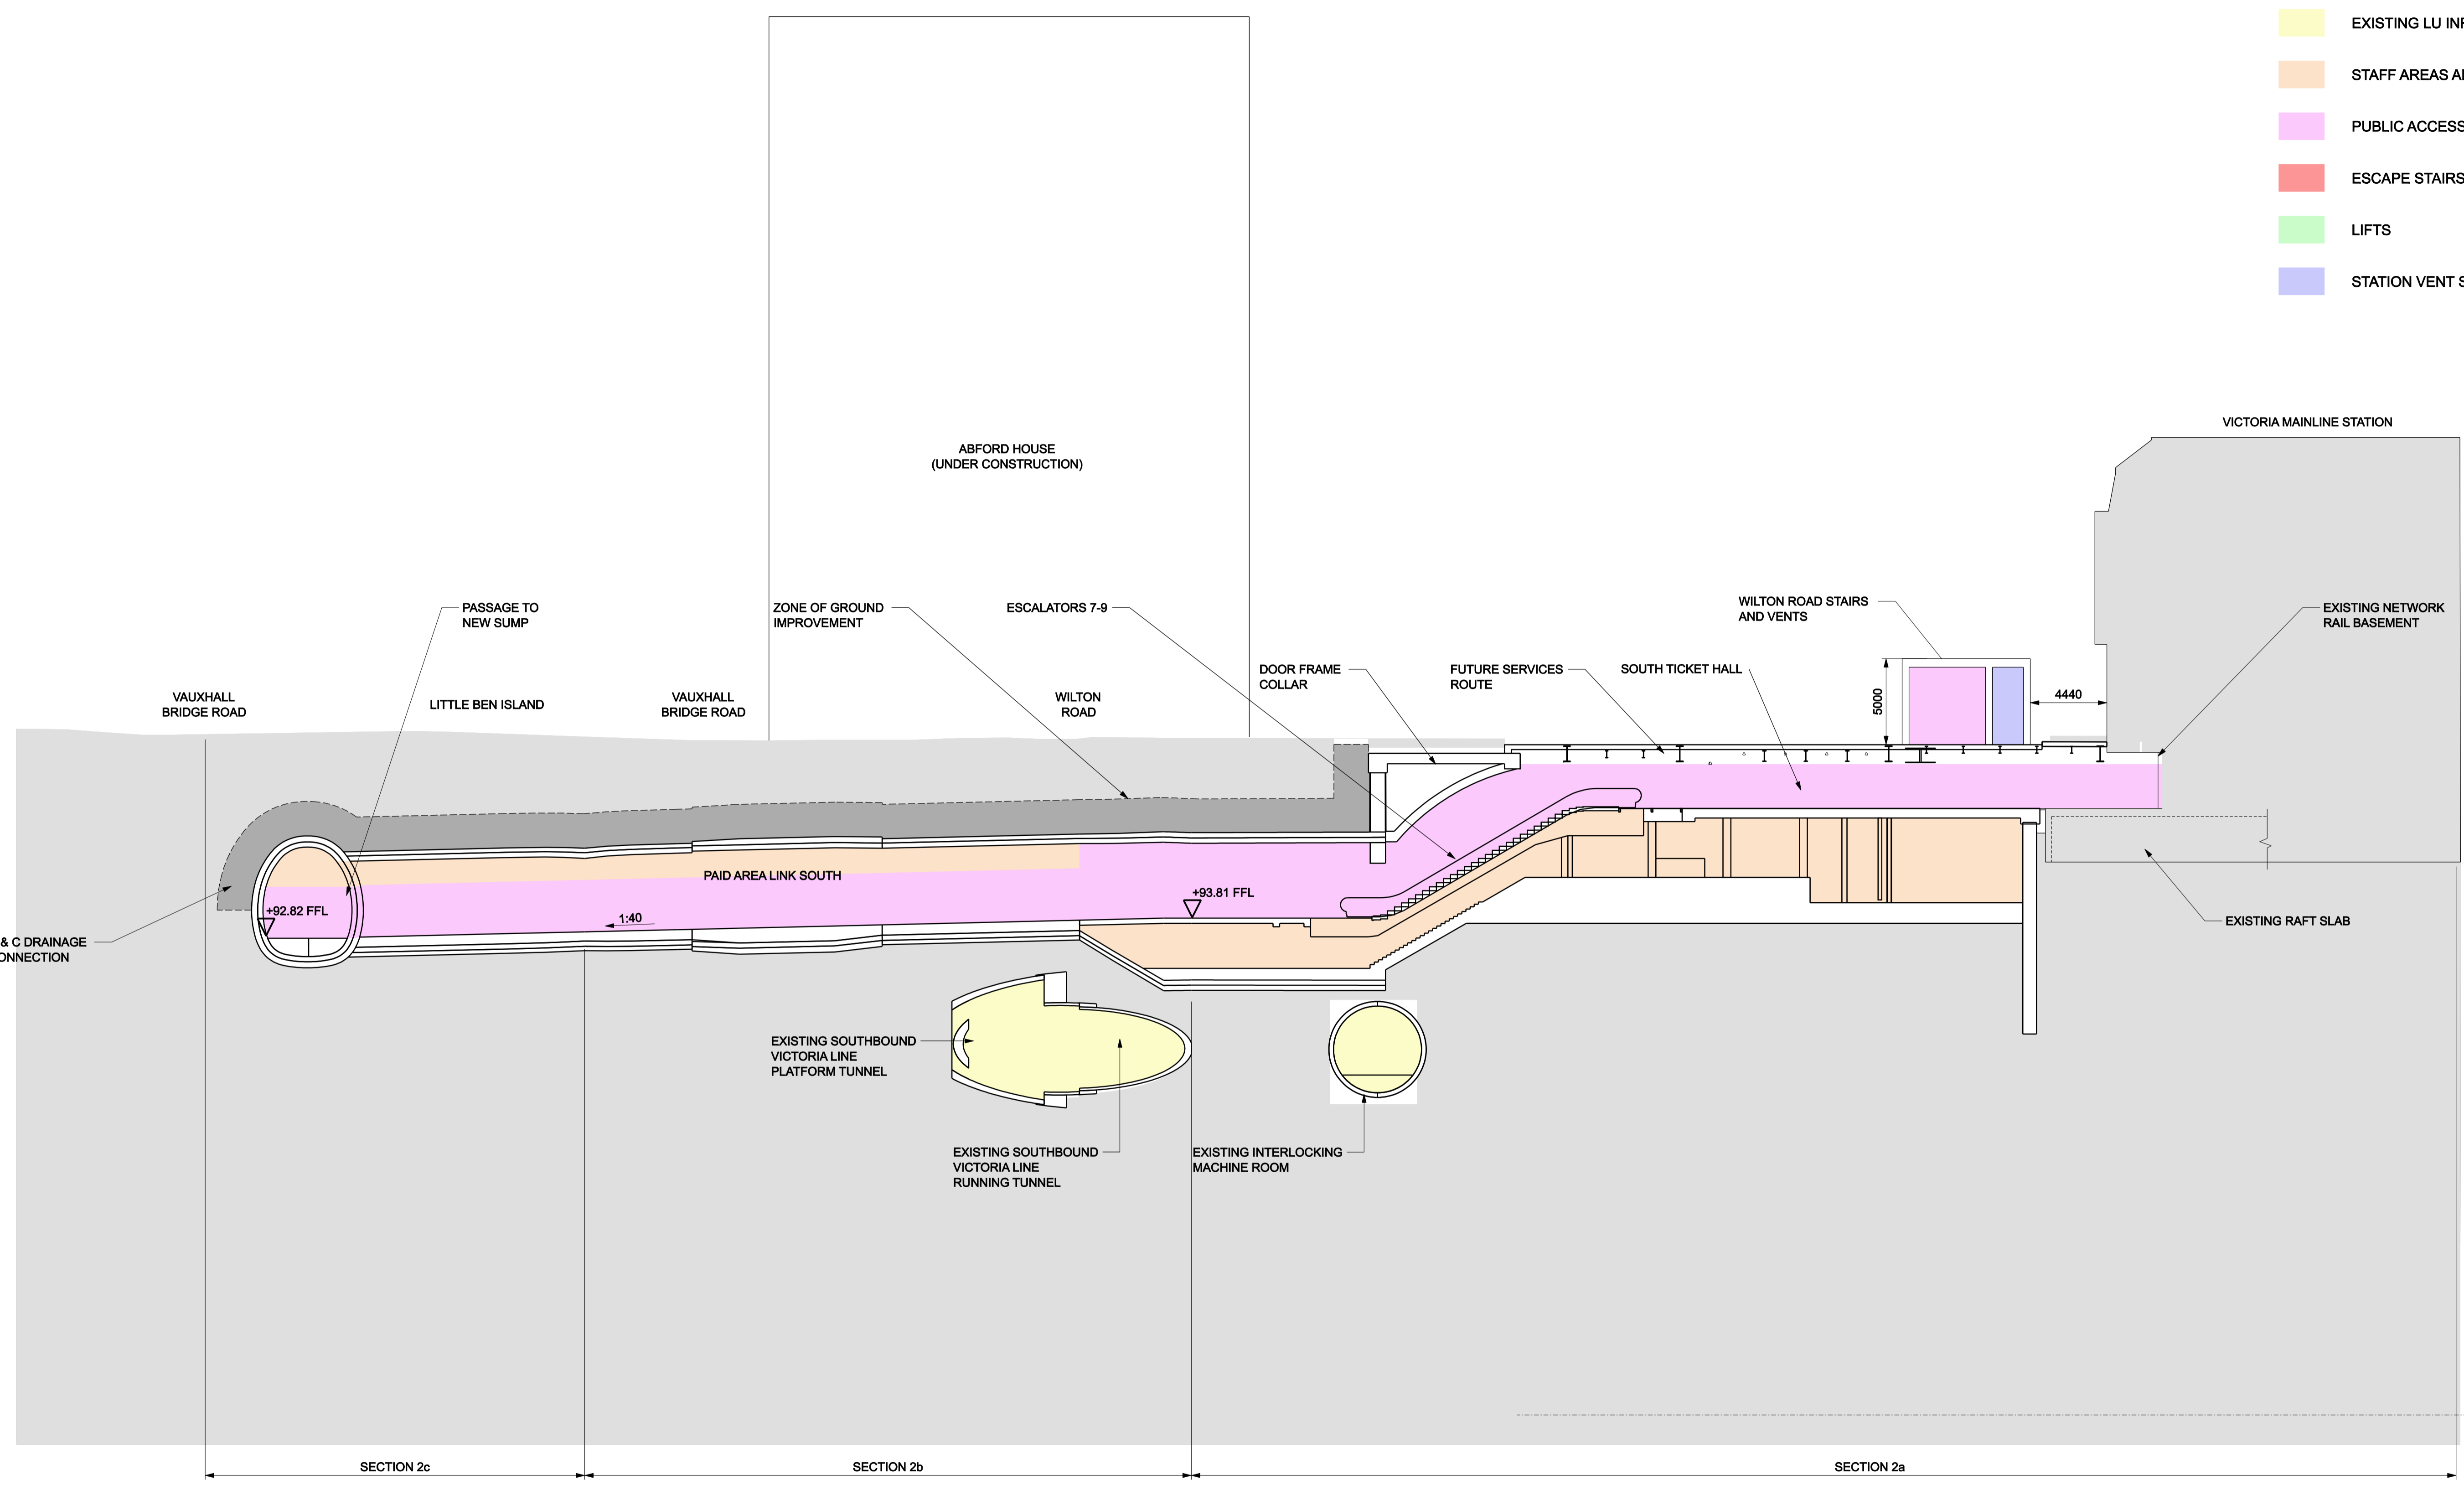 EXISTING LU
STAFF AREAS
PUBLIC ACCESS
ESCAPE STAIRS
LIFTS
STATION VENT
VICTORIA MAINLINE STATION
ABFORD HOUSE
(UNDER CONSTRUCTION)
PASSAGE TO
NEW SUMP
ZONE OF GROUND
IMPROVEMENT
ESCALATORS 7-9
WILTON ROAD STAIRS
AND VENTS
EXISTING NETWORK
RAIL BASEMENT
DOOR FRAME
COLLAR
FUTURE SERVICES
ROUTE
SOUTH TICKET HALL
5000
4440
VAUXHALL
BRIDGE ROAD
LITTLE BEN ISLAND
VAUXHALL
BRIDGE ROAD
WILTON
ROAD
PAID AREA LINK SOUTH
+92.82 FFL
1:40
+93.81 FFL
& C DRAINAGE
ONNECTION
EXISTING RAFT SLAB
EXISTING SOUTHBOUND
VICTORIA LINE
PLATFORM TUNNEL
EXISTING SOUTHBOUND
VICTORIA LINE
RUNNING TUNNEL
EXISTING INTERLOCKING
MACHINE ROOM
SECTION 2c
SECTION 2b
SECTION 2a